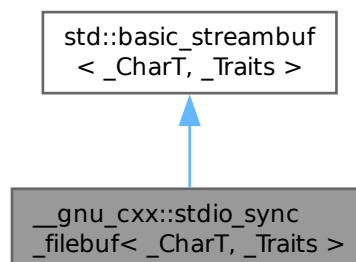 std::basic_streambuf
< _CharT, _Traits >
__gnu_cxx::stdio_sync
_filebuf< _CharT, _Traits >